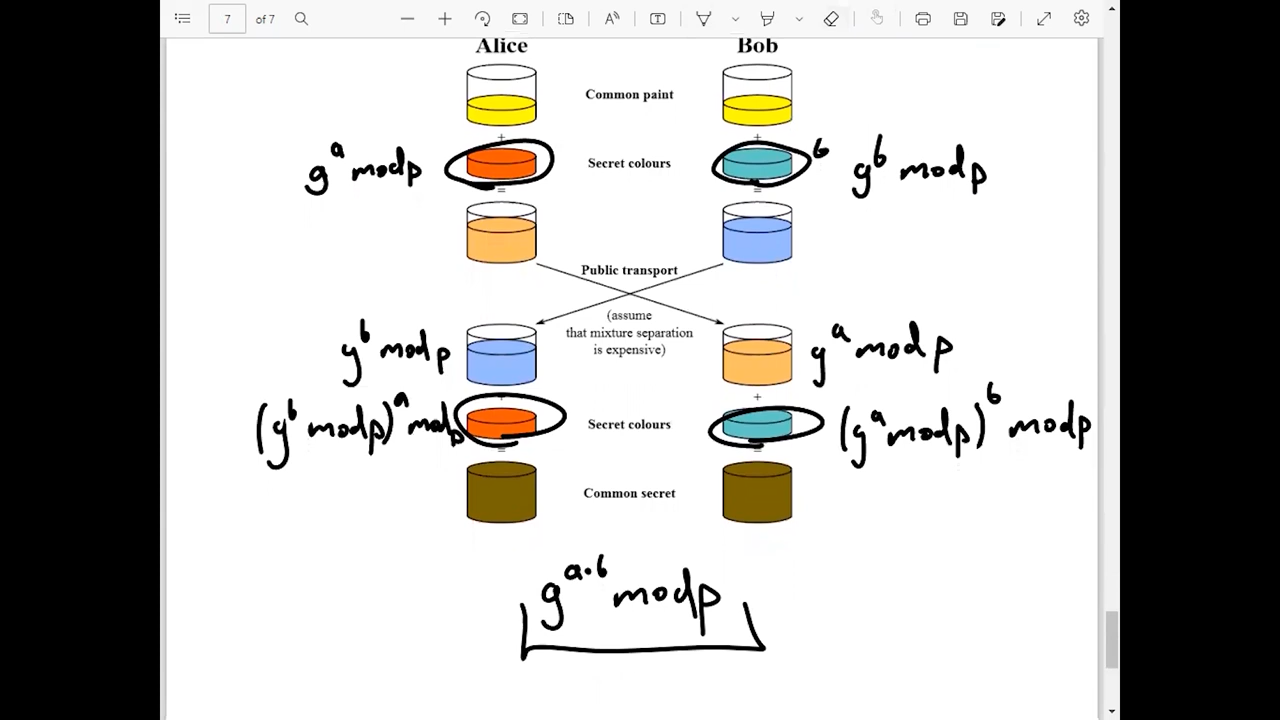 7 of 7
Alice Bob
Common paint
+ +
g^a mod p Secret colours b g^b mod p
= =
Public transport
(assume
that mixture separation
is expensive)
g^b mod p g^a mod p
+ +
(g^b mod p)^a mod p Secret colours (g^a mod p)^b mod p
= =
Common secret
g^a·b mod p